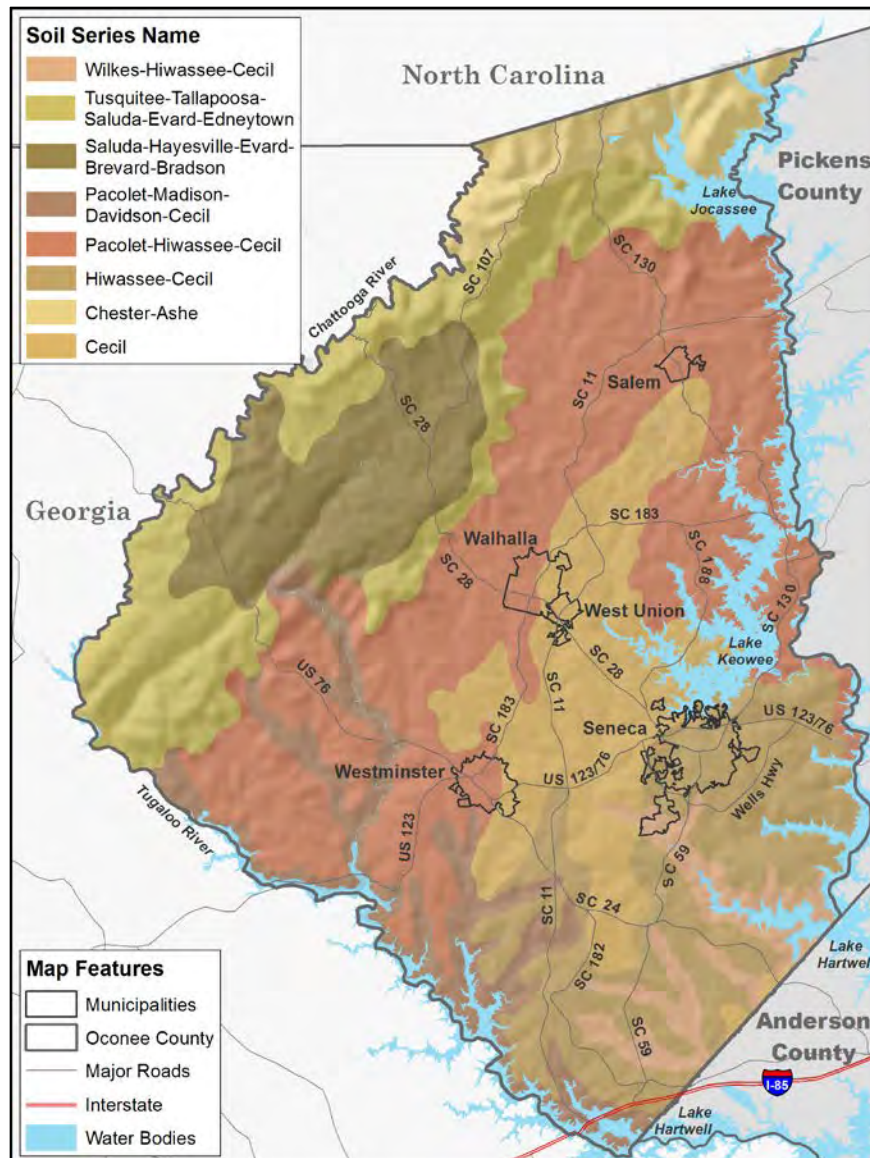 Soil Series Name
Wilkes-Hiwassee-Cecil
Tusquitee-Tallapoosa-
Saluda-Evard-Edneytown
Saluda-Hayesville-Evard-
Brevard-Bradson
Pacolet-Madison-
Davidson-Cecil
Pacolet-Hiwassee-Cecil
Hiwassee-Cecil
Chester-Ashe
Cecil
North Carolina
Pickens
County
Lake
Jocassee
SC 130
SC 107
Chattooga River
Salem
SC 11
SC 28
Georgia
SC 183
Walhalla
SC 188
SC 28
West Union
SC 130
Lake
Keowee
SC 28
US 76
SC 11
SC 183
Seneca
US 123/76
Westminster
US 123/76
Wells Hwy
Tugaloo River
US 123
SC 59
SC 11
SC 24
SC 182
Lake
Hartwell
SC 59
Anderson
County
I-85
Lake
Hartwell
Map Features
Municipalities
Oconee County
Major Roads
Interstate
Water Bodies